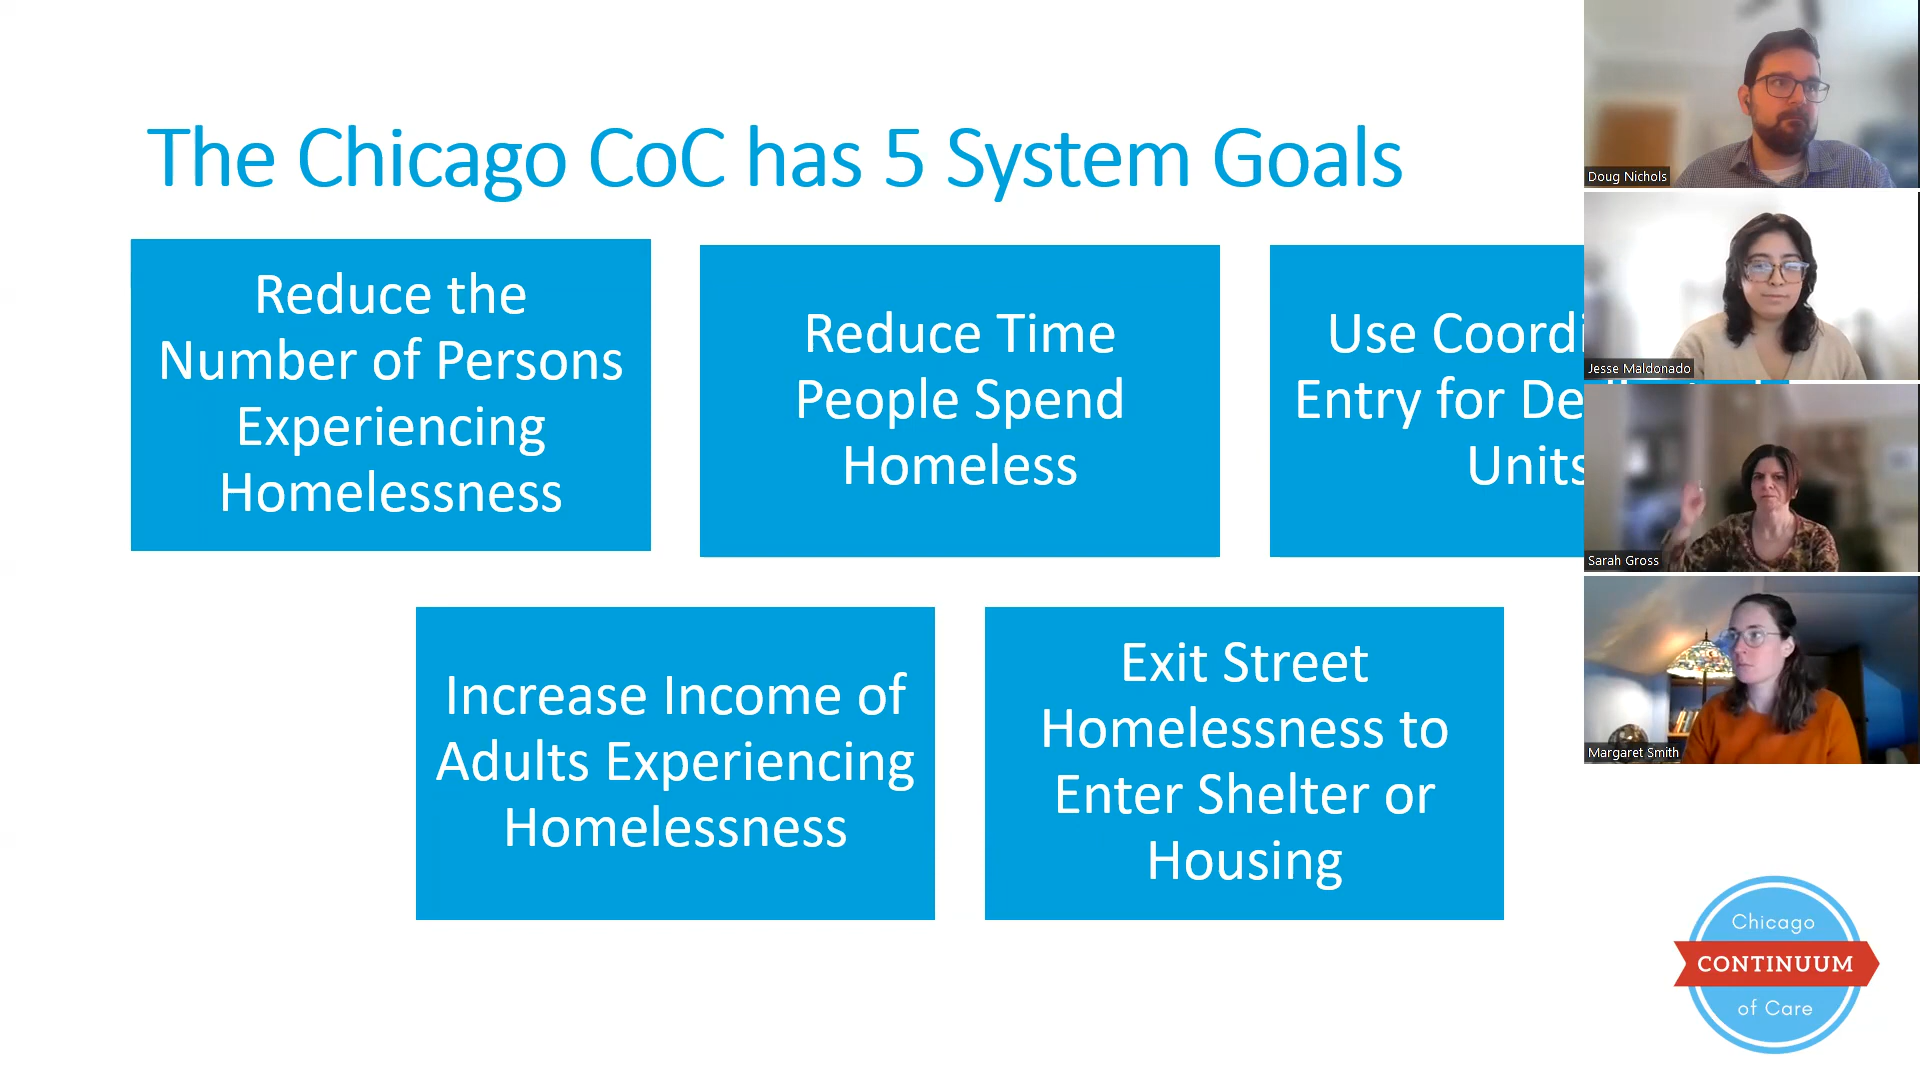 The Chicago CoC has 5 System Goals
Reduce the
Number of Persons
Experiencing
Homelessness
Reduce Time
People Spend
Homeless
Use
Entry for
Units
Increase Income of
Adults Experiencing
Homelessness
Exit Street
Homelessness to
Enter Shelter or
Housing
Doug Nichols
Jesse Maldonado
Sarah Gross
Margaret Smith
Chicago
CONTINUUM
of Care